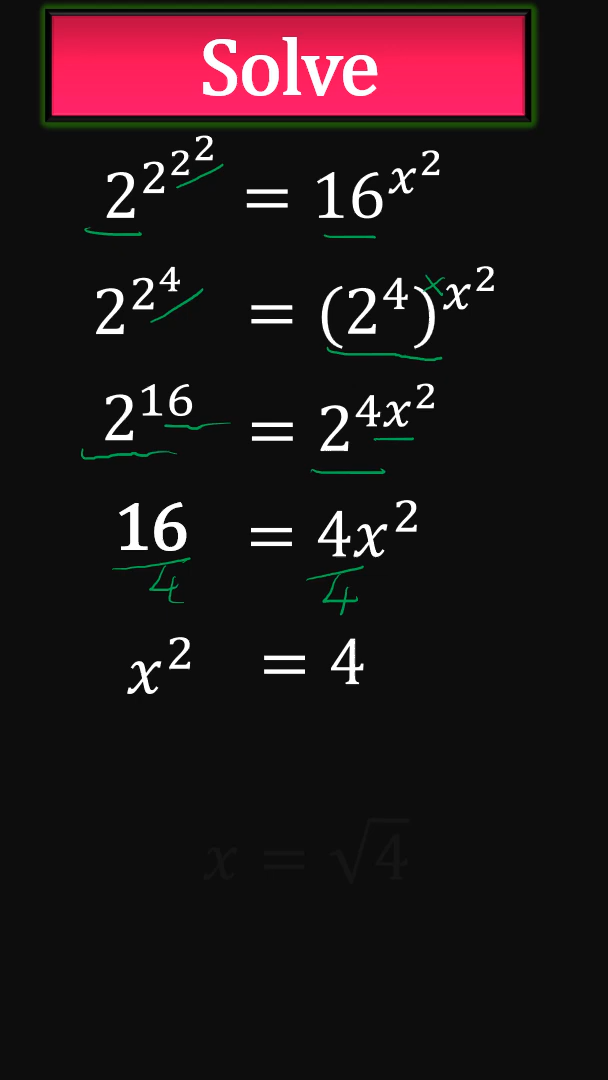 Solve
2^{2^{2^{2}}} = 16^{x^{2}}
2^{2^{4}} = (2^{4})^{x^{2}}
2^{16} = 2^{4x^{2}}
16 = 4x^{2}
4 4
x^{2} = 4
x = √4